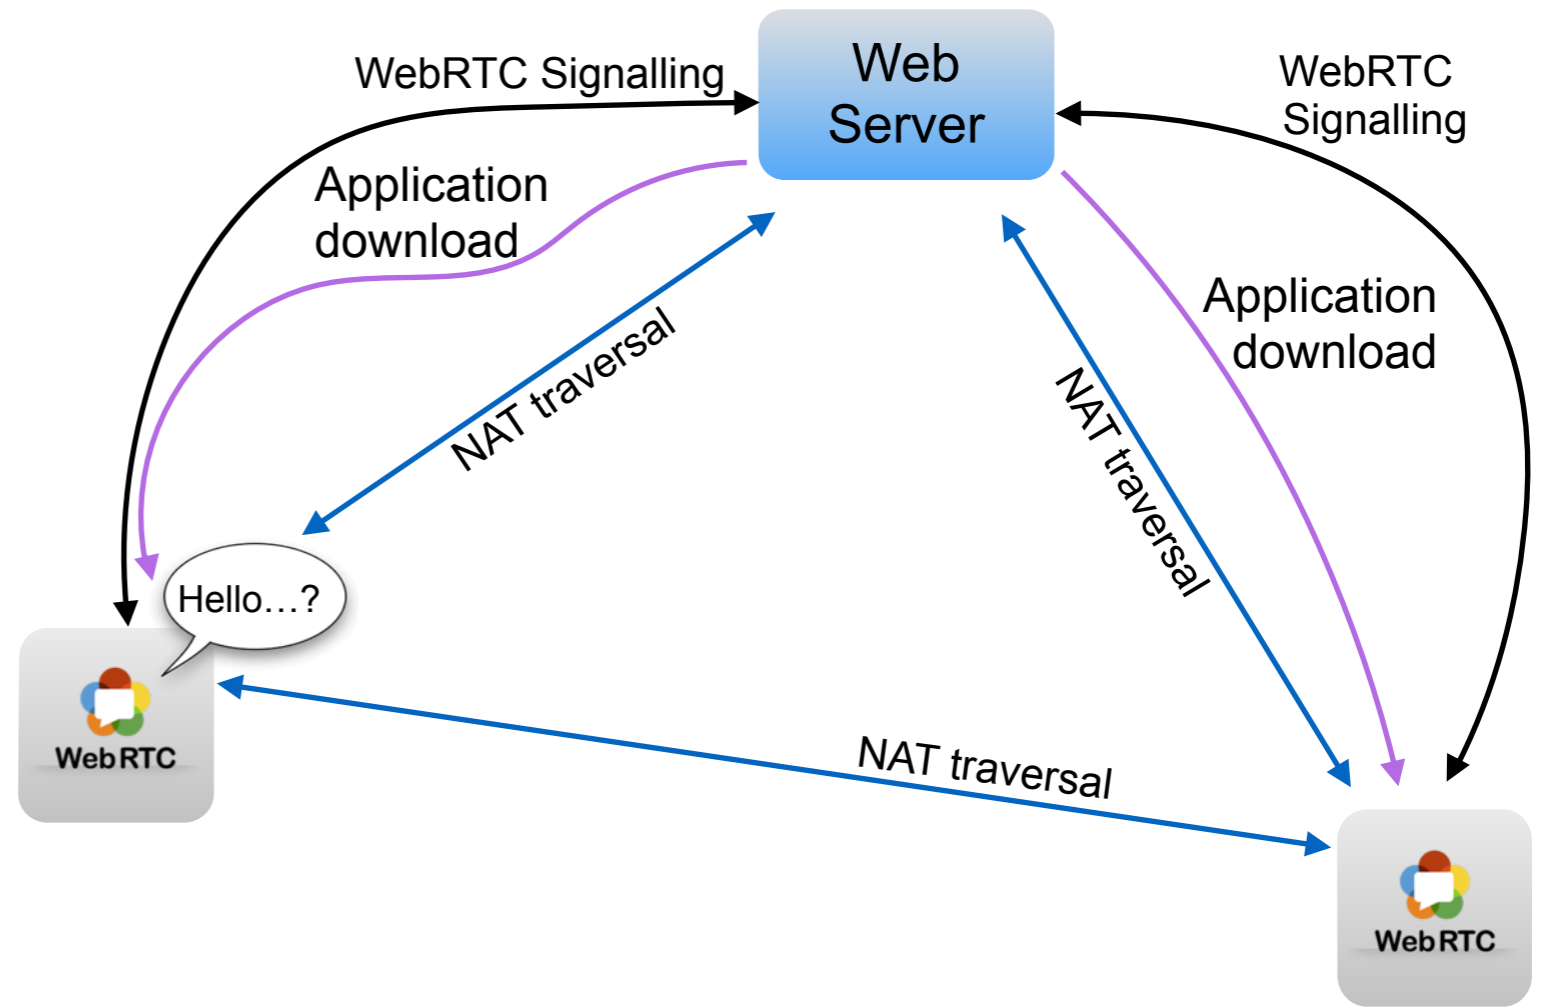 WebRTC Signalling
Web
Server
WebRTC
Signalling
Application
download
Application
download
NAT traversal
NAT traversal
Hello…?
WebRTC
NAT traversal
WebRTC